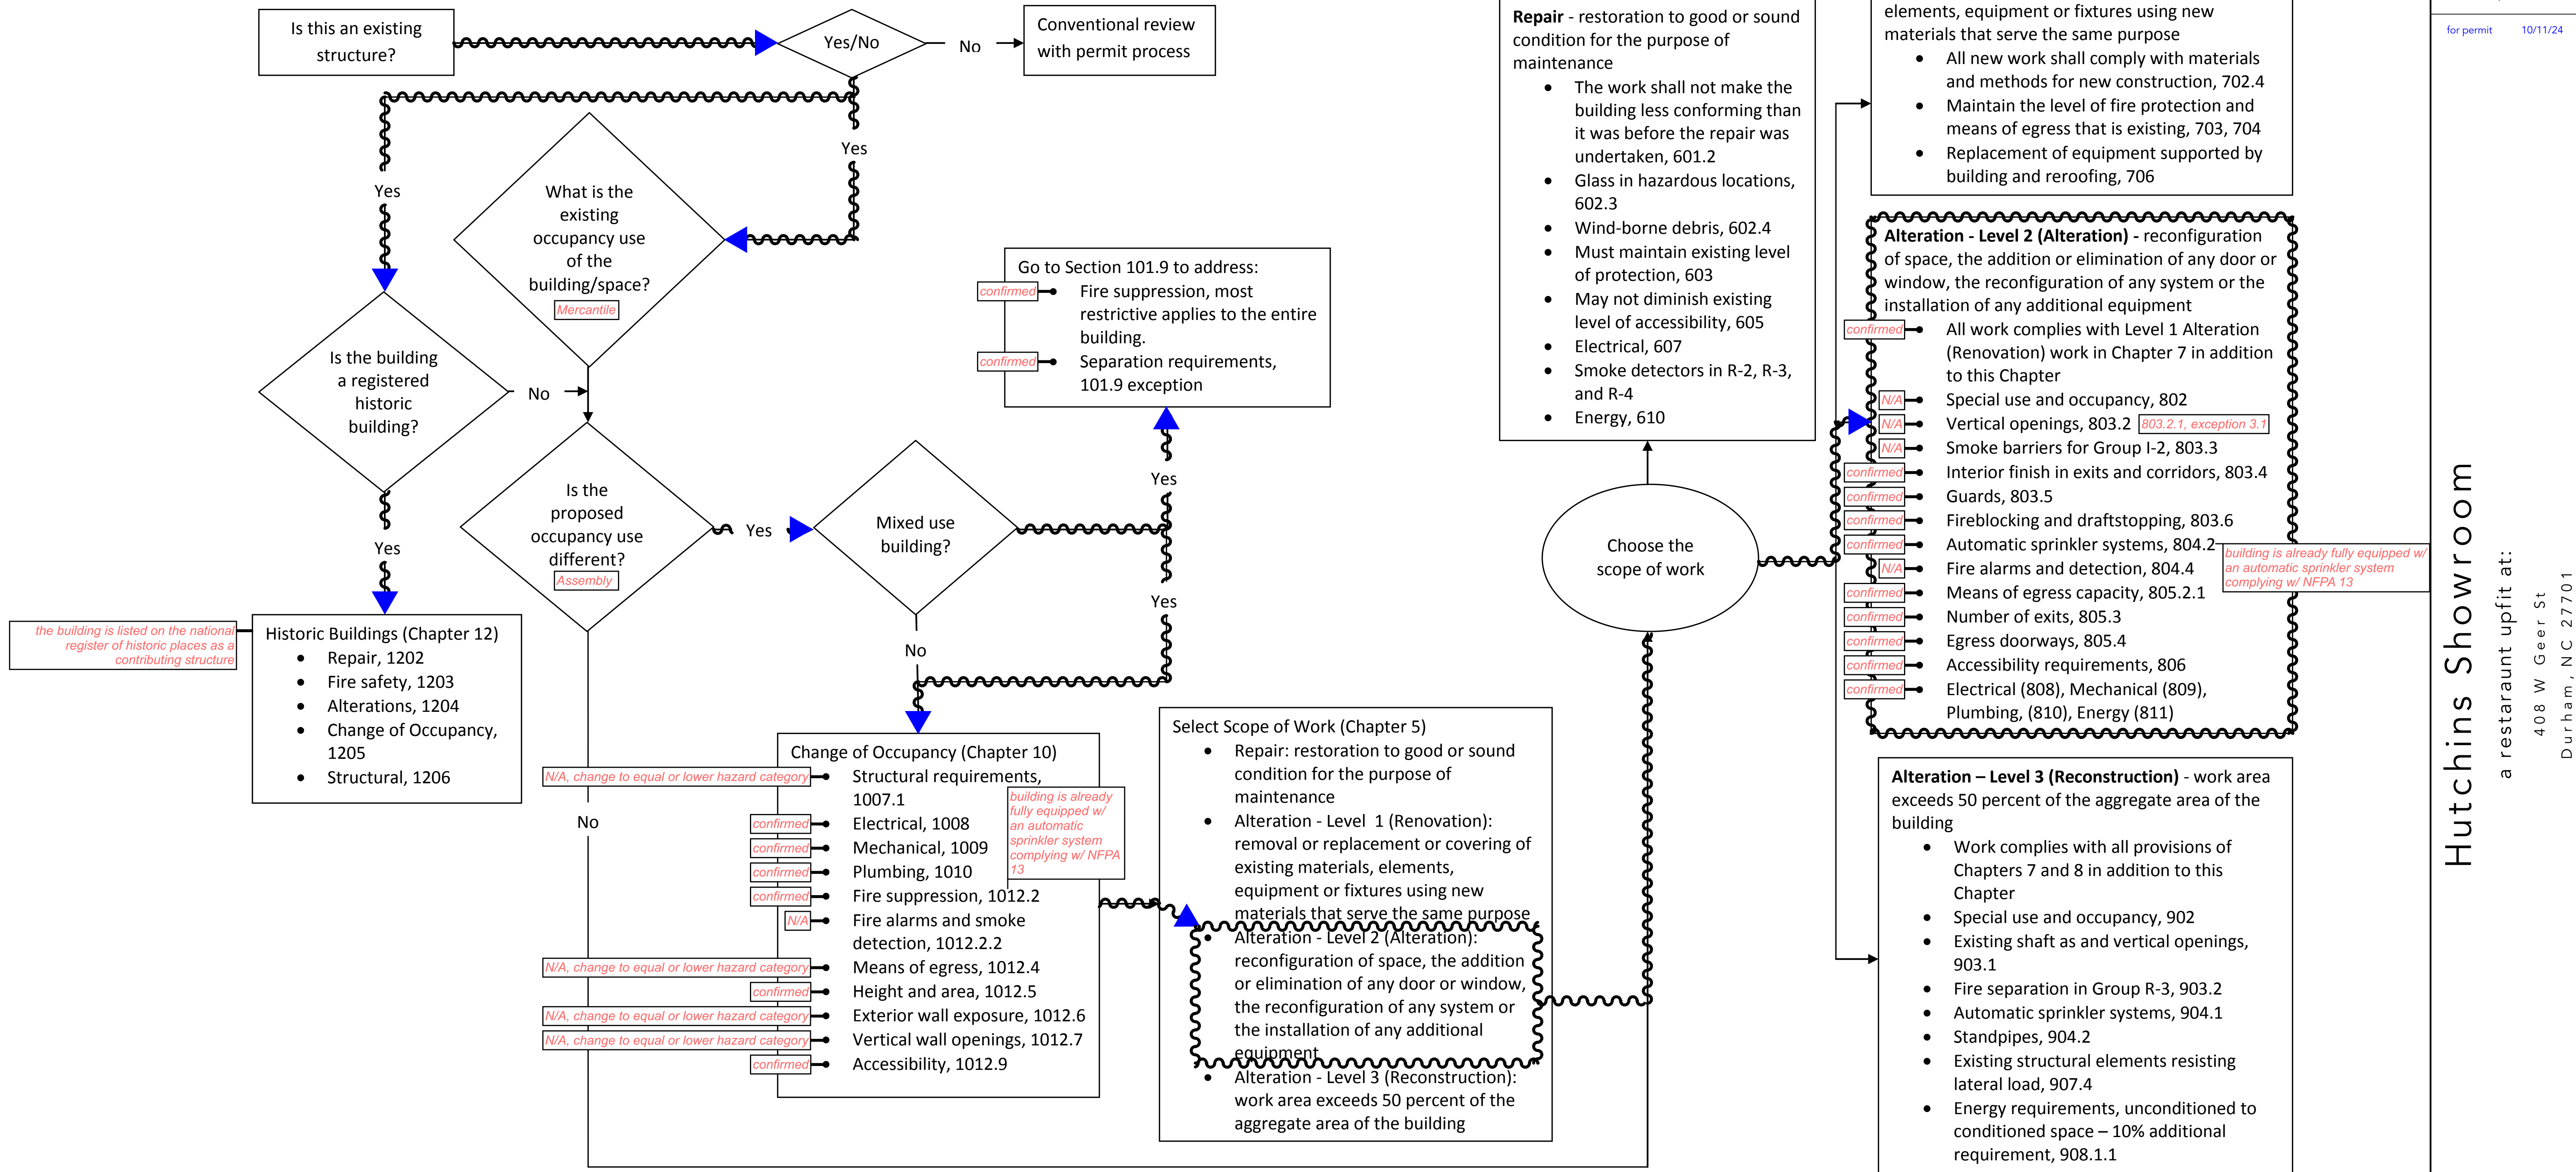 Is this an existing
structure?
Yes/No
No
Conventional review
with permit process
Yes
Yes
What is the
existing
occupancy use
of the
building/space?
Mercantile
Is the building
a registered
historic
building?
No
Yes
the building is listed on the national
register of historic places as a
contributing structure
Historic Buildings (Chapter 12)
• Repair, 1202
• Fire safety, 1203
• Alterations, 1204
• Change of Occupancy,
1205
• Structural, 1206
Is the
proposed
occupancy use
different?
Assembly
Yes
No
Mixed use
building?
No
Yes
Yes
Go to Section 101.9 to address:
confirmed Fire suppression, most
restrictive applies to the entire
building.
confirmed Separation requirements,
101.9 exception
Change of Occupancy (Chapter 10)
N/A, change to equal or lower hazard category Structural requirements,
1007.1
confirmed Electrical, 1008
confirmed Mechanical, 1009
confirmed Plumbing, 1010
confirmed Fire suppression, 1012.2
building is already
fully equipped w/
an automatic
sprinkler system
complying w/ NFPA
13
N/A Fire alarms and smoke
detection, 1012.2.2
N/A, change to equal or lower hazard category Means of egress, 1012.4
confirmed Height and area, 1012.5
N/A, change to equal or lower hazard category Exterior wall exposure, 1012.6
N/A, change to equal or lower hazard category Vertical wall openings, 1012.7
confirmed Accessibility, 1012.9
Select Scope of Work (Chapter 5)
• Repair: restoration to good or sound
condition for the purpose of
maintenance
• Alteration - Level 1 (Renovation):
removal or replacement or covering of
existing materials, elements,
equipment or fixtures using new
materials that serve the same purpose
• Alteration - Level 2 (Alteration):
reconfiguration of space, the addition
or elimination of any door or window,
the reconfiguration of any system or
the installation of any additional
equipment
• Alteration - Level 3 (Reconstruction):
work area exceeds 50 percent of the
aggregate area of the building
Choose the
scope of work
Repair - restoration to good or sound
condition for the purpose of
maintenance
• The work shall not make the
building less conforming than
it was before the repair was
undertaken, 601.2
• Glass in hazardous locations,
602.3
• Wind-borne debris, 602.4
• Must maintain existing level
of protection, 603
• May not diminish existing
level of accessibility, 605
• Electrical, 607
• Smoke detectors in R-2, R-3,
and R-4
• Energy, 610
elements, equipment or fixtures using new
materials that serve the same purpose
• All new work shall comply with materials
and methods for new construction, 702.4
• Maintain the level of fire protection and
means of egress that is existing, 703, 704
• Replacement of equipment supported by
building and reroofing, 706
Alteration - Level 2 (Alteration) - reconfiguration
of space, the addition or elimination of any door or
window, the reconfiguration of any system or the
installation of any additional equipment
confirmed All work complies with Level 1 Alteration
(Renovation) work in Chapter 7 in addition
to this Chapter
N/A Special use and occupancy, 802
N/A Vertical openings, 803.2 803.2.1, exception 3.1
N/A Smoke barriers for Group I-2, 803.3
confirmed Interior finish in exits and corridors, 803.4
confirmed Guards, 803.5
confirmed Fireblocking and draftstopping, 803.6
confirmed Automatic sprinkler systems, 804.2
building is already fully equipped w/
an automatic sprinkler system
complying w/ NFPA 13
N/A Fire alarms and detection, 804.4
confirmed Means of egress capacity, 805.2.1
confirmed Number of exits, 805.3
confirmed Egress doorways, 805.4
confirmed Accessibility requirements, 806
confirmed Electrical (808), Mechanical (809),
Plumbing, (810), Energy (811)
Alteration – Level 3 (Reconstruction) - work area
exceeds 50 percent of the aggregate area of the
building
• Work complies with all provisions of
Chapters 7 and 8 in addition to this
Chapter
• Special use and occupancy, 902
• Existing shaft as and vertical openings,
903.1
• Fire separation in Group R-3, 903.2
• Automatic sprinkler systems, 904.1
• Standpipes, 904.2
• Existing structural elements resisting
lateral load, 907.4
• Energy requirements, unconditioned to
conditioned space – 10% additional
requirement, 908.1.1
for permit 10/11/24
Hutchins Showroom
a restaraunt upfit at:
408 W Geer St
Durham, NC 27701